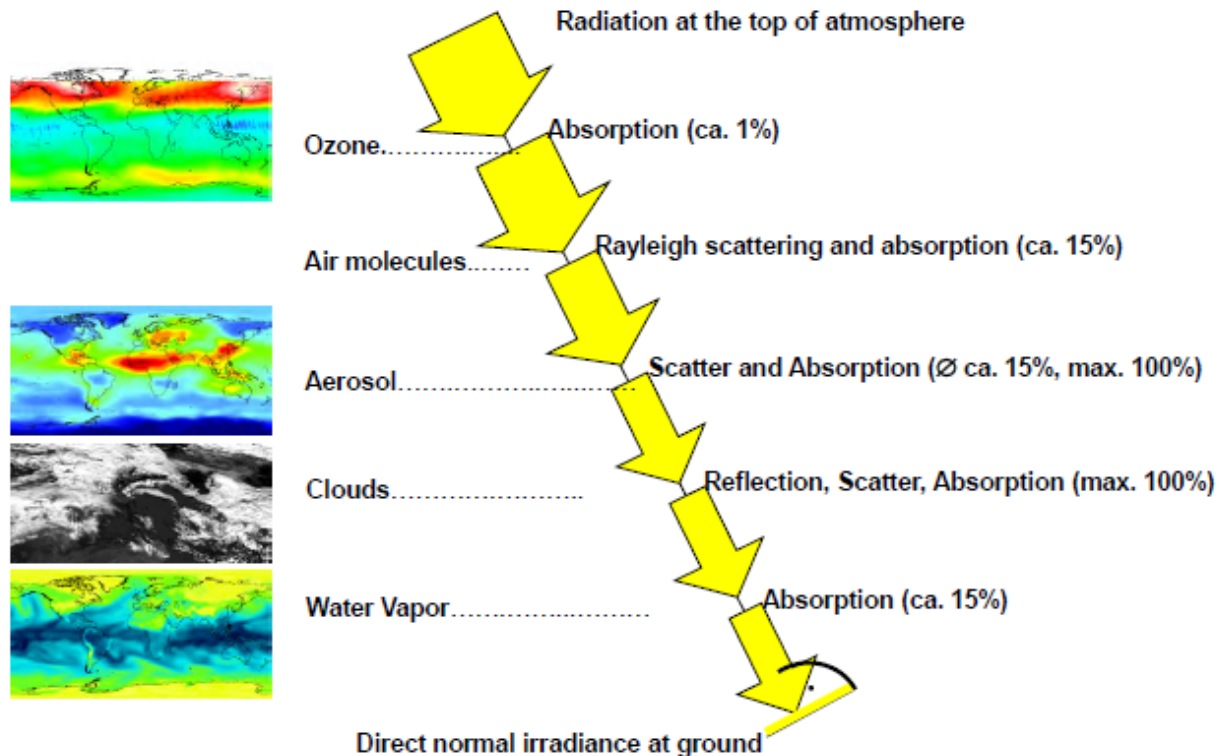 Radiation at the top of atmosphere
Ozone.……….…….... Absorption (ca. 1%)
Air molecules..…… Rayleigh scattering and absorption (ca. 15%)
Aerosol……………….……..………... Scatter and Absorption (Ø ca. 15%, max. 100%)
Clouds……………….……….. Reflection, Scatter, Absorption (max. 100%)
Water Vapor…….…….…..………… Absorption (ca. 15%)
Direct normal irradiance at ground